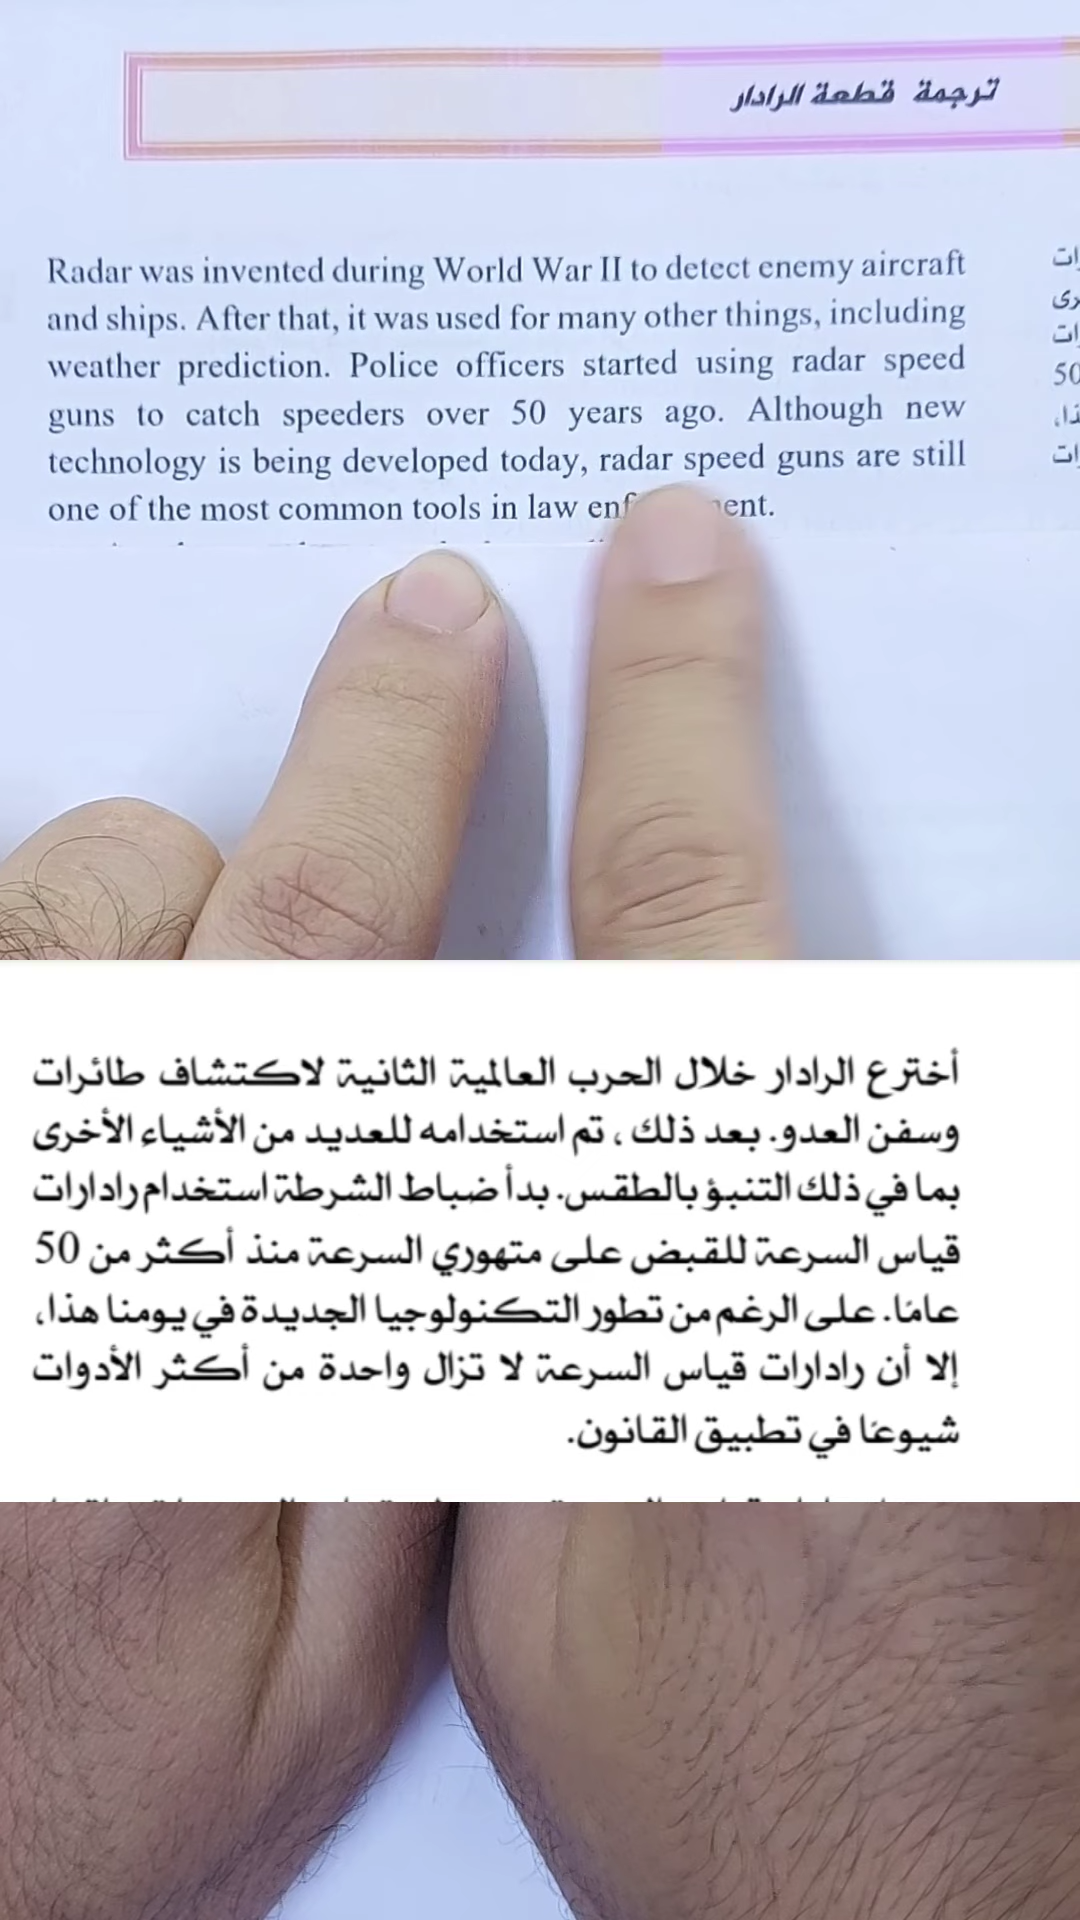 ترجمة قطعة الرادار
Radar was invented during World War II to detect enemy aircraft
and ships. After that, it was used for many other things, including
weather prediction. Police officers started using radar speed
guns to catch speeders over 50 years ago. Although new
technology is being developed today, radar speed guns are still
one of the most common tools in law
أخترع الرادار خلال الحرب العالمية الثانية لاكتشاف طائرات
وسفن العدو. بعد ذلك ، تم استخدامه للعديد من الأشياء الأخرى
بما في ذلك التنبؤ بالطقس. بدأ ضباط الشرطة استخدام رادارات
قياس السرعة للقبض على متهوري السرعة منذ أكثر من 50
عامًا. على الرغم من تطور التكنولوجيا الجديدة في يومنا هذا،
إلا أن رادارات قياس السرعة لا تزال واحدة من أكثر الأدوات
شيوعًا في تطبيق القانون.